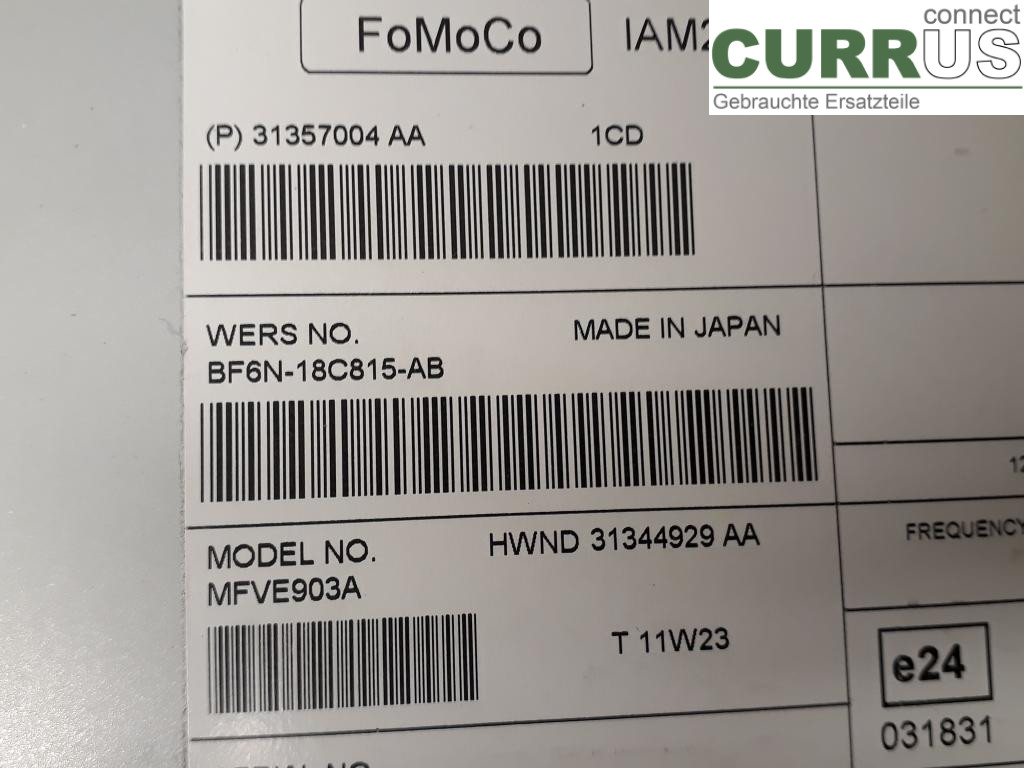 FoMoCo
connect
CURRUS
Gebrauchte Ersatzteile
(P) 31357004 AA 1CD
WERS NO. MADE IN JAPAN
BF6N-18C815-AB
MODEL NO. HWND 31344929 AA
MFVE903A
FREQUENCY
T 11W23
e24
031831